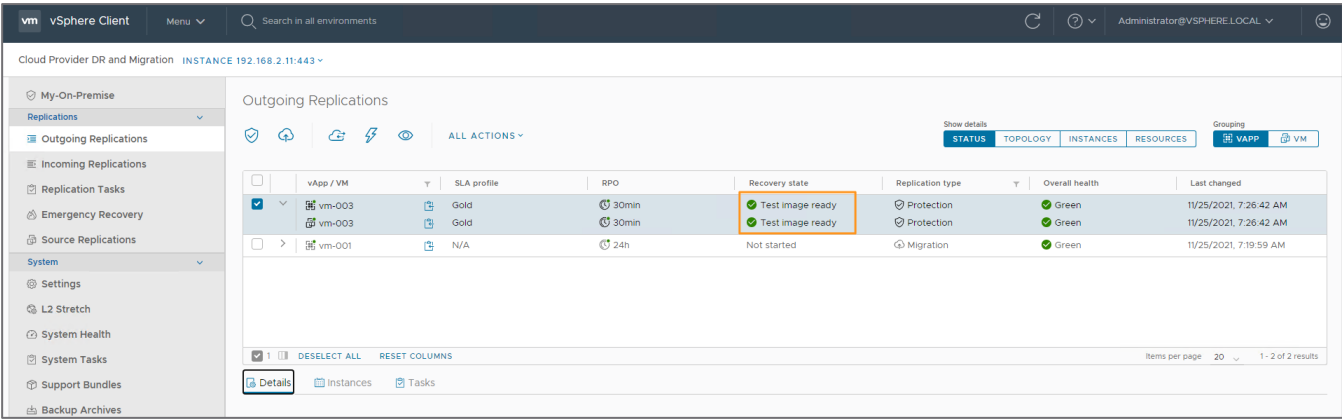 vm vSphere Client Menu Search in all environments Administrator@VSPHERE.LOCAL
Cloud Provider DR and Migration INSTANCE 192.168.2.11:443
My-On-Premise
Replications
Outgoing Replications
Incoming Replications
Replication Tasks
Emergency Recovery
Source Replications
System
Settings
L2 Stretch
System Health
System Tasks
Support Bundles
Backup Archives
Outgoing Replications
ALL ACTIONS
Show details
STATUS TOPOLOGY INSTANCES RESOURCES
Grouping
VAPP VM
vApp / VM SLA profile RPO Recovery state Replication type Overall health Last changed
vm-003 Gold 30min Test image ready Protection Green 11/25/2021, 7:26:42 AM
vm-003 Gold 30min Test image ready Protection Green 11/25/2021, 7:26:42 AM
vm-001 N/A 24h Not started Migration Green 11/25/2021, 7:19:59 AM
1 DESELECT ALL RESET COLUMNS Items per page 20 1 - 2 of 2 results
Details Instances Tasks